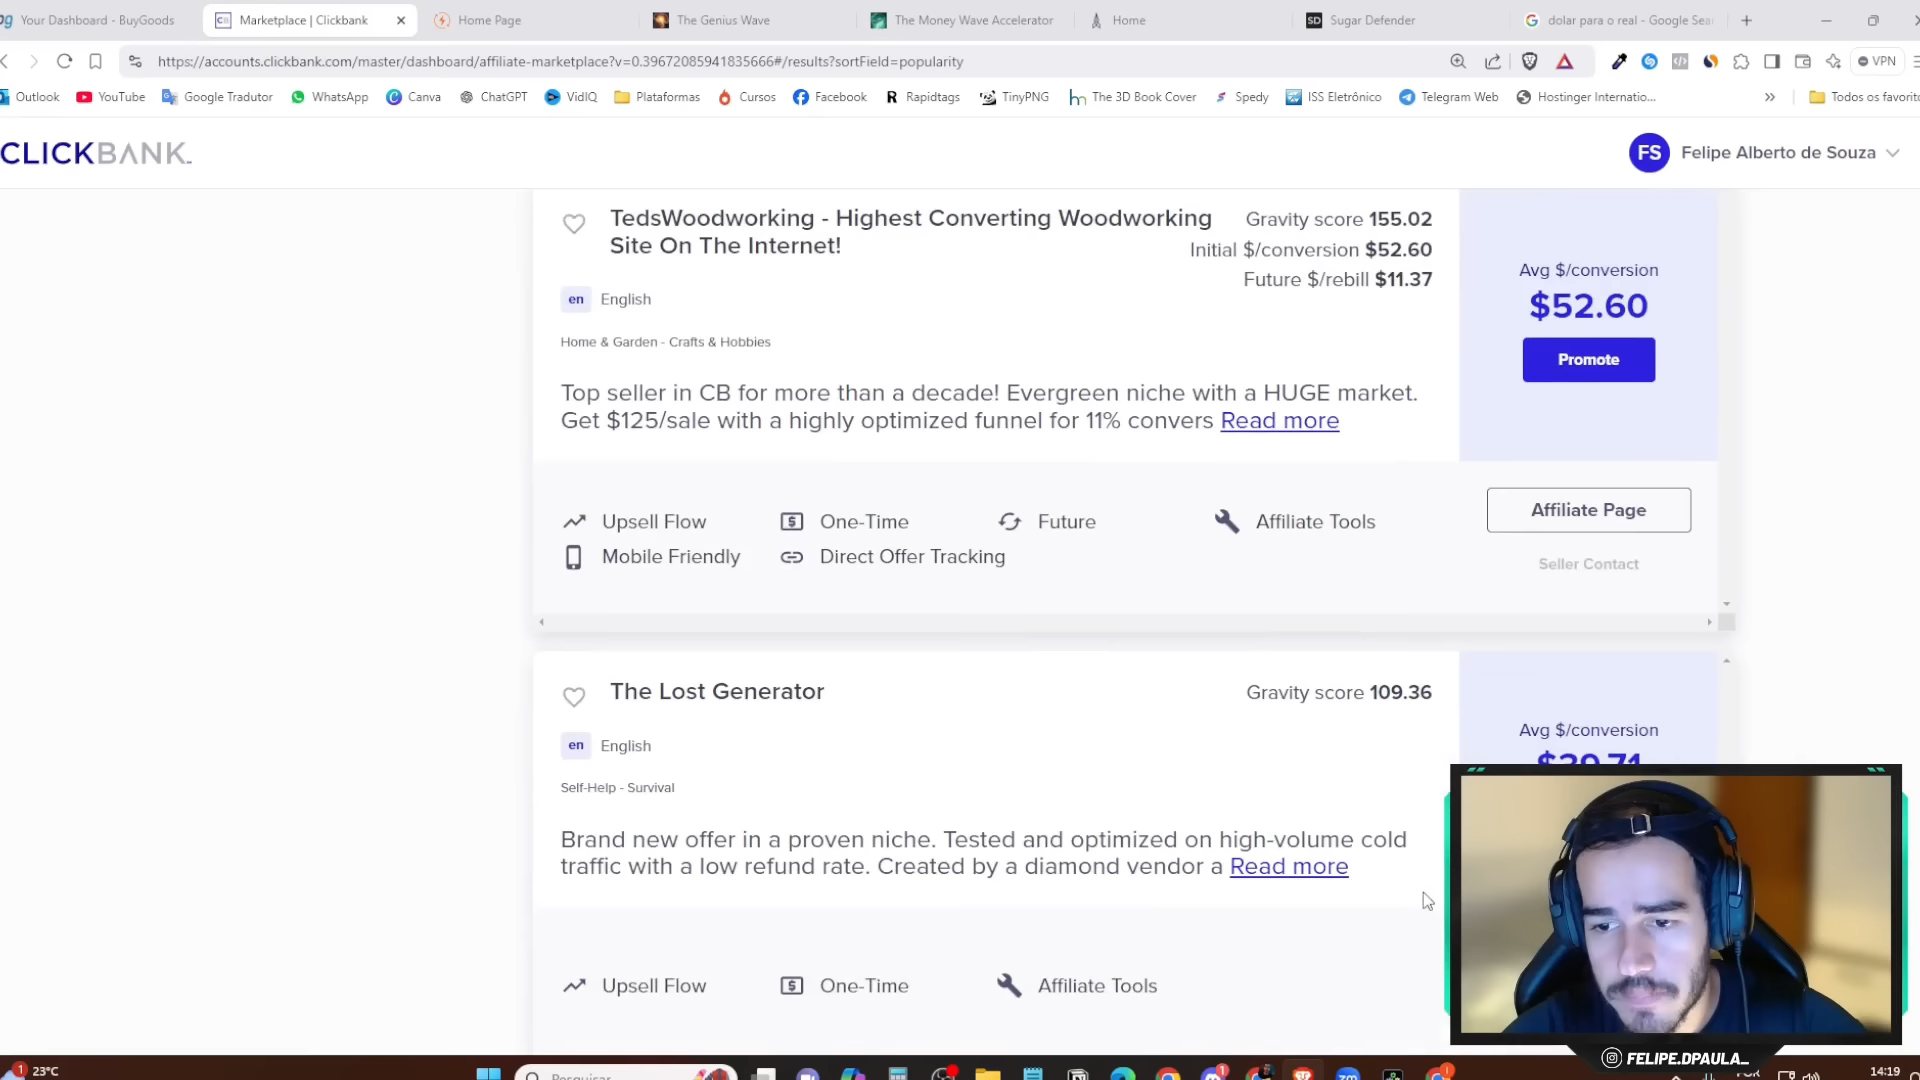 Your Dashboard - BuyGoods
Marketplace | Clickbank
Home Page
The Genius Wave
The Money Wave Accelerator
Home
SD Sugar Defender
dolar para o real - Google Sea
https://accounts.clickbank.com/master/dashboard/affiliate-marketplace?v=0.39672085941835666#/results?sortField=popularity
VPN
Outlook
YouTube
Google Tradutor
WhatsApp
Canva
ChatGPT
VidIQ
Plataformas
Cursos
Facebook
Rapidtags
TinyPNG
The 3D Book Cover
Spedy
ISS Eletrônico
Telegram Web
Hostinger Internatio...
Todos os favorito
CLICKBANK
FS Felipe Alberto de Souza
TedsWoodworking - Highest Converting Woodworking
Site On The Internet!
Gravity score 155.02
Initial $/conversion $52.60
Future $/rebill $11.37
Avg $/conversion
$52.60
Promote
en English
Home & Garden - Crafts & Hobbies
Top seller in CB for more than a decade! Evergreen niche with a HUGE market.
Get $125/sale with a highly optimized funnel for 11% convers Read more
Upsell Flow
One-Time
Future
Affiliate Tools
Mobile Friendly
Direct Offer Tracking
Affiliate Page
Seller Contact
The Lost Generator
Gravity score 109.36
Avg $/conversion
$39.71
en English
Self-Help - Survival
Brand new offer in a proven niche. Tested and optimized on high-volume cold
traffic with a low refund rate. Created by a diamond vendor a Read more
Upsell Flow
One-Time
Affiliate Tools
FELIPE.DPAULA_
1
23°C
Pesquisar
14:19